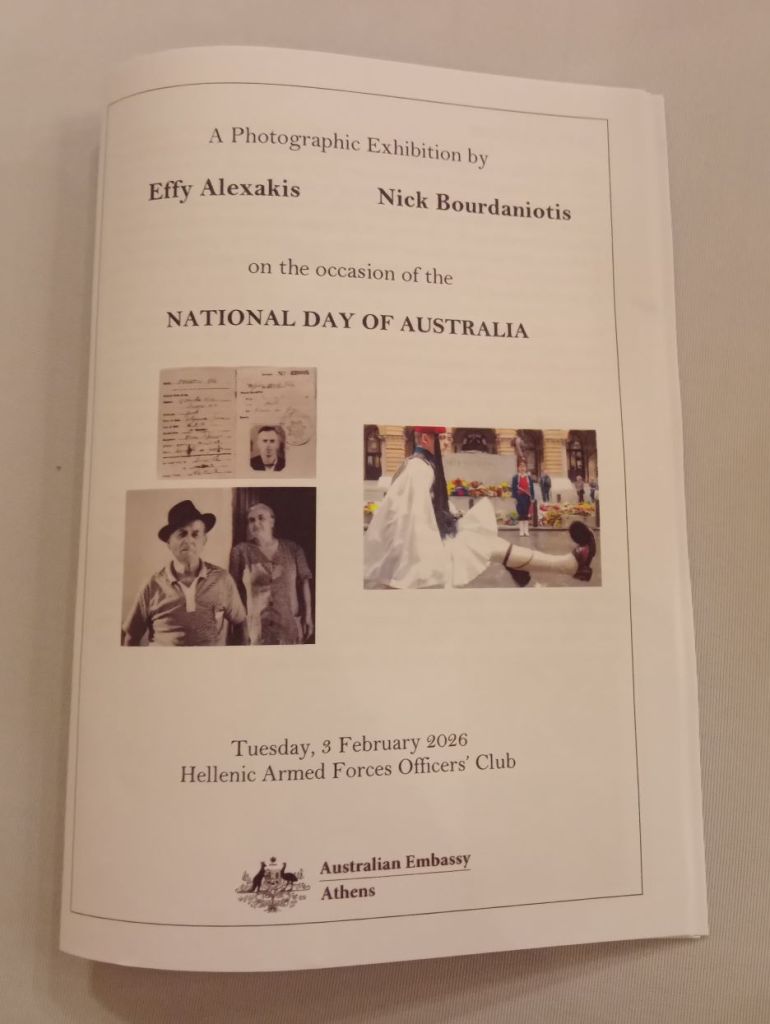 A Photographic Exhibition by
Effy Alexakis
Nick Bourdaniotis
on the occasion of the
NATIONAL DAY OF AUSTRALIA
Tuesday, 3 February 2026
Hellenic Armed Forces Officers' Club
Australian Embassy
Athens